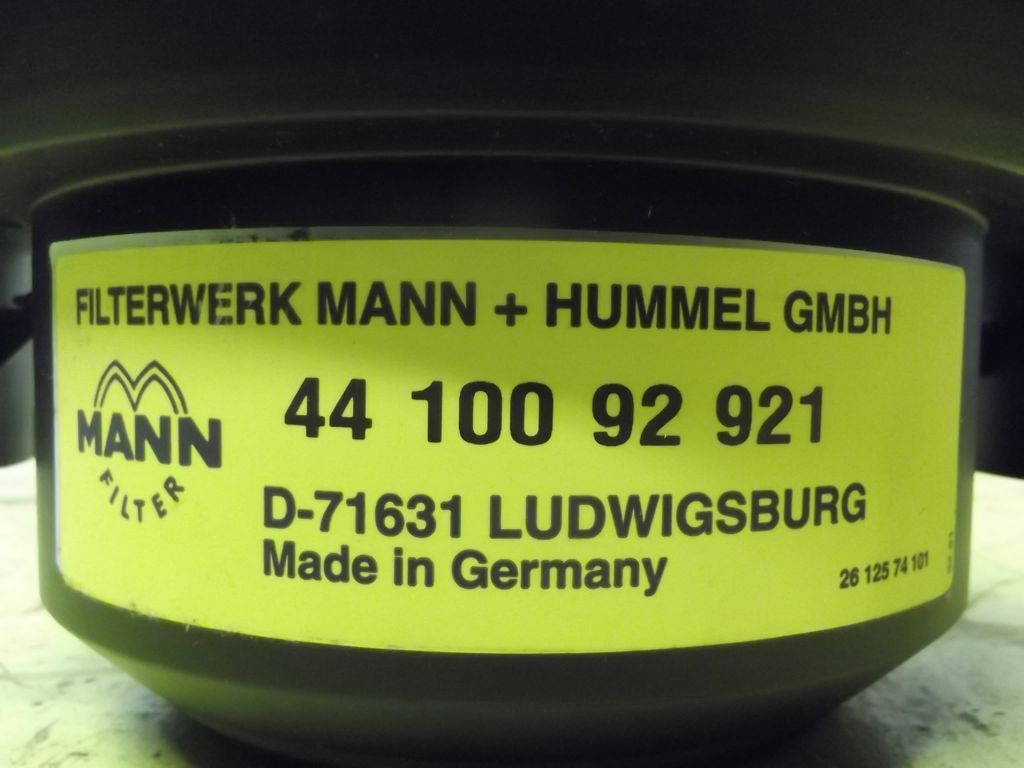 FILTERWERK MANN + HUMMEL GMBH
44 100 92 921
MANN
FILTER
D-71631 LUDWIGSBURG
Made in Germany
26 125 74 101